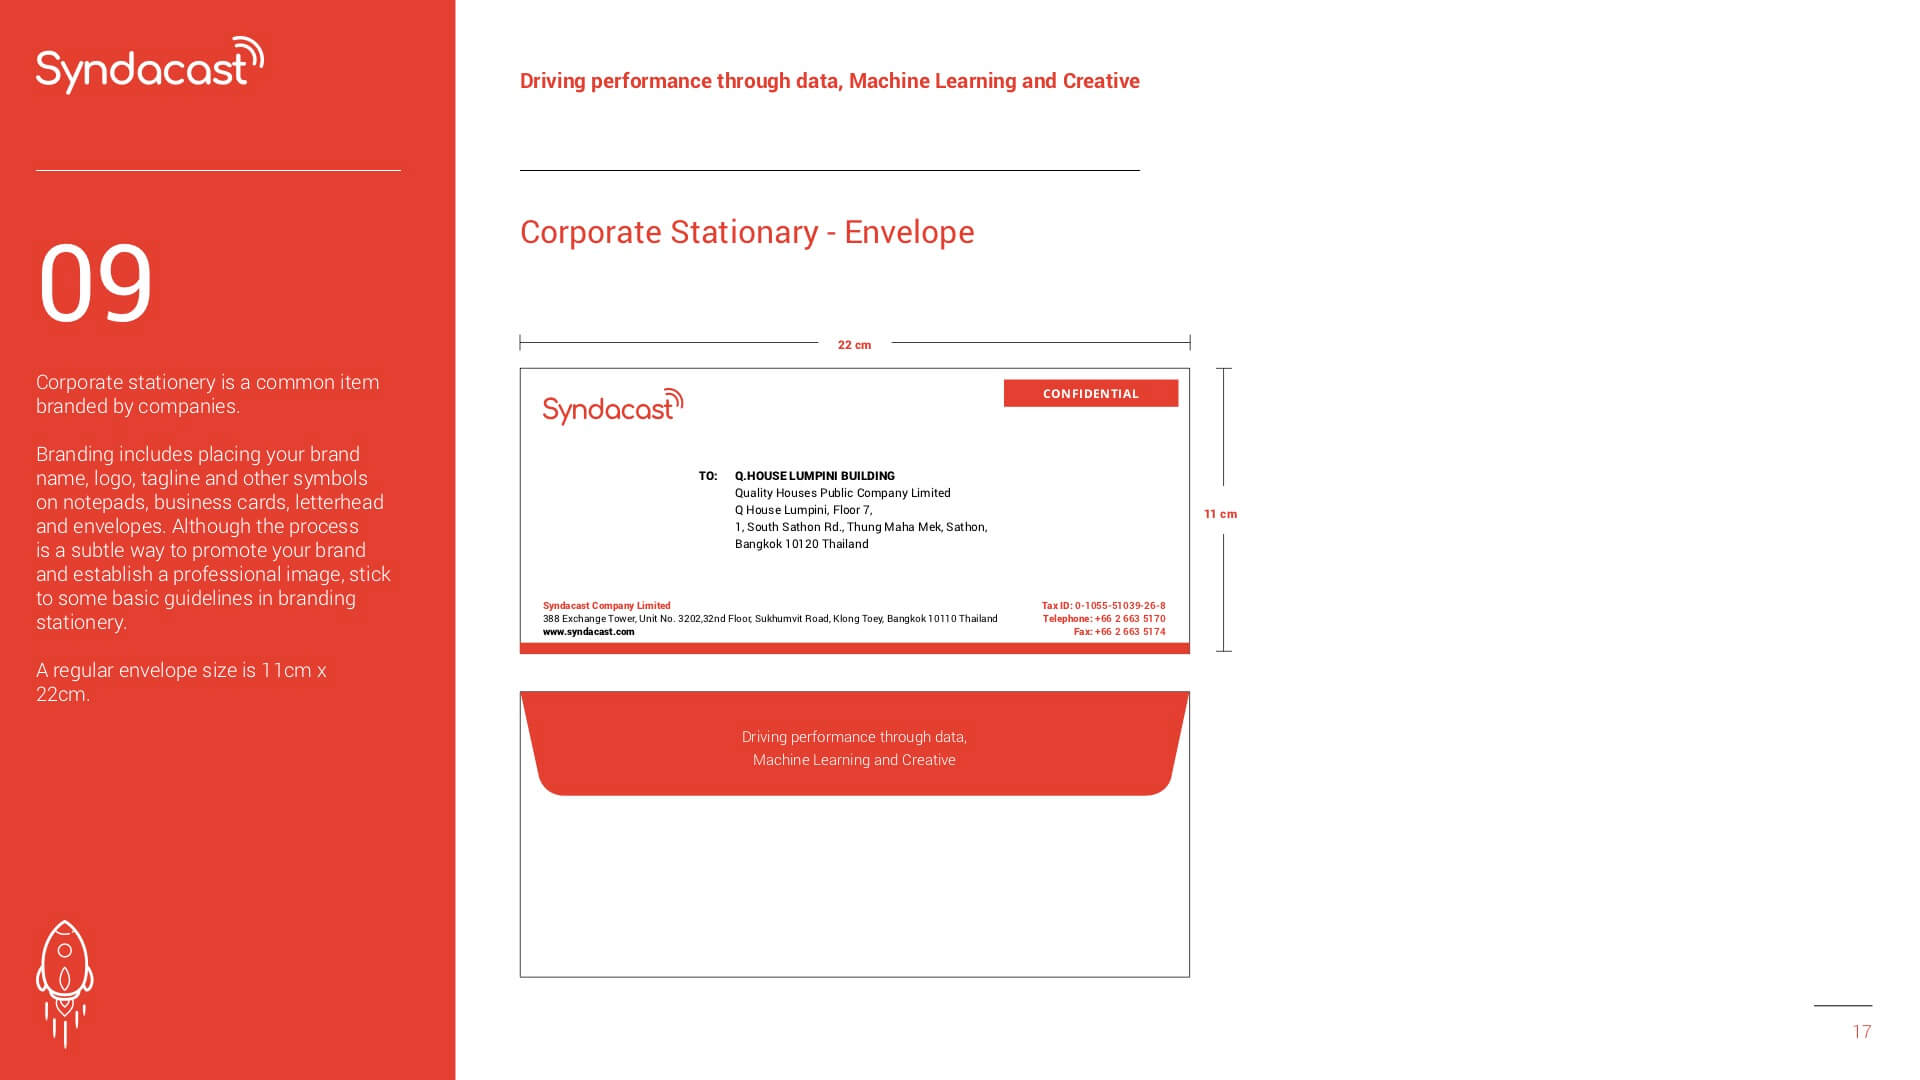 Syndacast
09
Corporate stationery is a common item
branded by companies.
Branding includes placing your brand
name, logo, tagline and other symbols
on notepads, business cards, letterhead
and envelopes. Although the process
is a subtle way to promote your brand
and establish a professional image, stick
to some basic guidelines in branding
stationery.
A regular envelope size is 11cm x
22cm.
Driving performance through data, Machine Learning and Creative
Corporate Stationary - Envelope
22 cm
Syndacast
CONFIDENTIAL
TO: Q.HOUSE LUMPINI BUILDING
Quality Houses Public Company Limited
Q House Lumpini, Floor 7,
1, South Sathon Rd., Thung Maha Mek, Sathon,
Bangkok 10120 Thailand
11 cm
Syndacast Company Limited
388 Exchange Tower, Unit No. 3202,32nd Floor, Sukhumvit Road, Klong Toey, Bangkok 10110 Thailand
www.syndacast.com
Tax ID: 0-1055-51039-26-8
Telephone: +66 2 663 5170
Fax: +66 2 663 5174
Driving performance through data,
Machine Learning and Creative
17